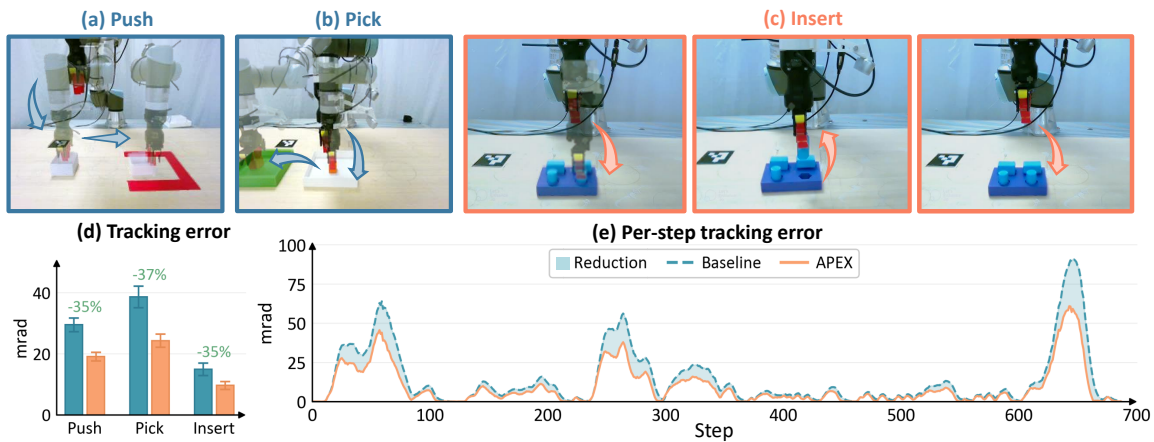 (a) Push
(b) Pick
(c) Insert
(d) Tracking error
mrad
40
20
0
-35%
-37%
-35%
Push Pick Insert
(e) Per-step tracking error
Reduction Baseline APEX
mrad
100
75
50
25
0
0 100 200 300 400 500 600 700
Step